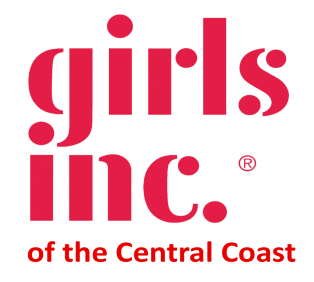 girls
inc. ®
of the Central Coast